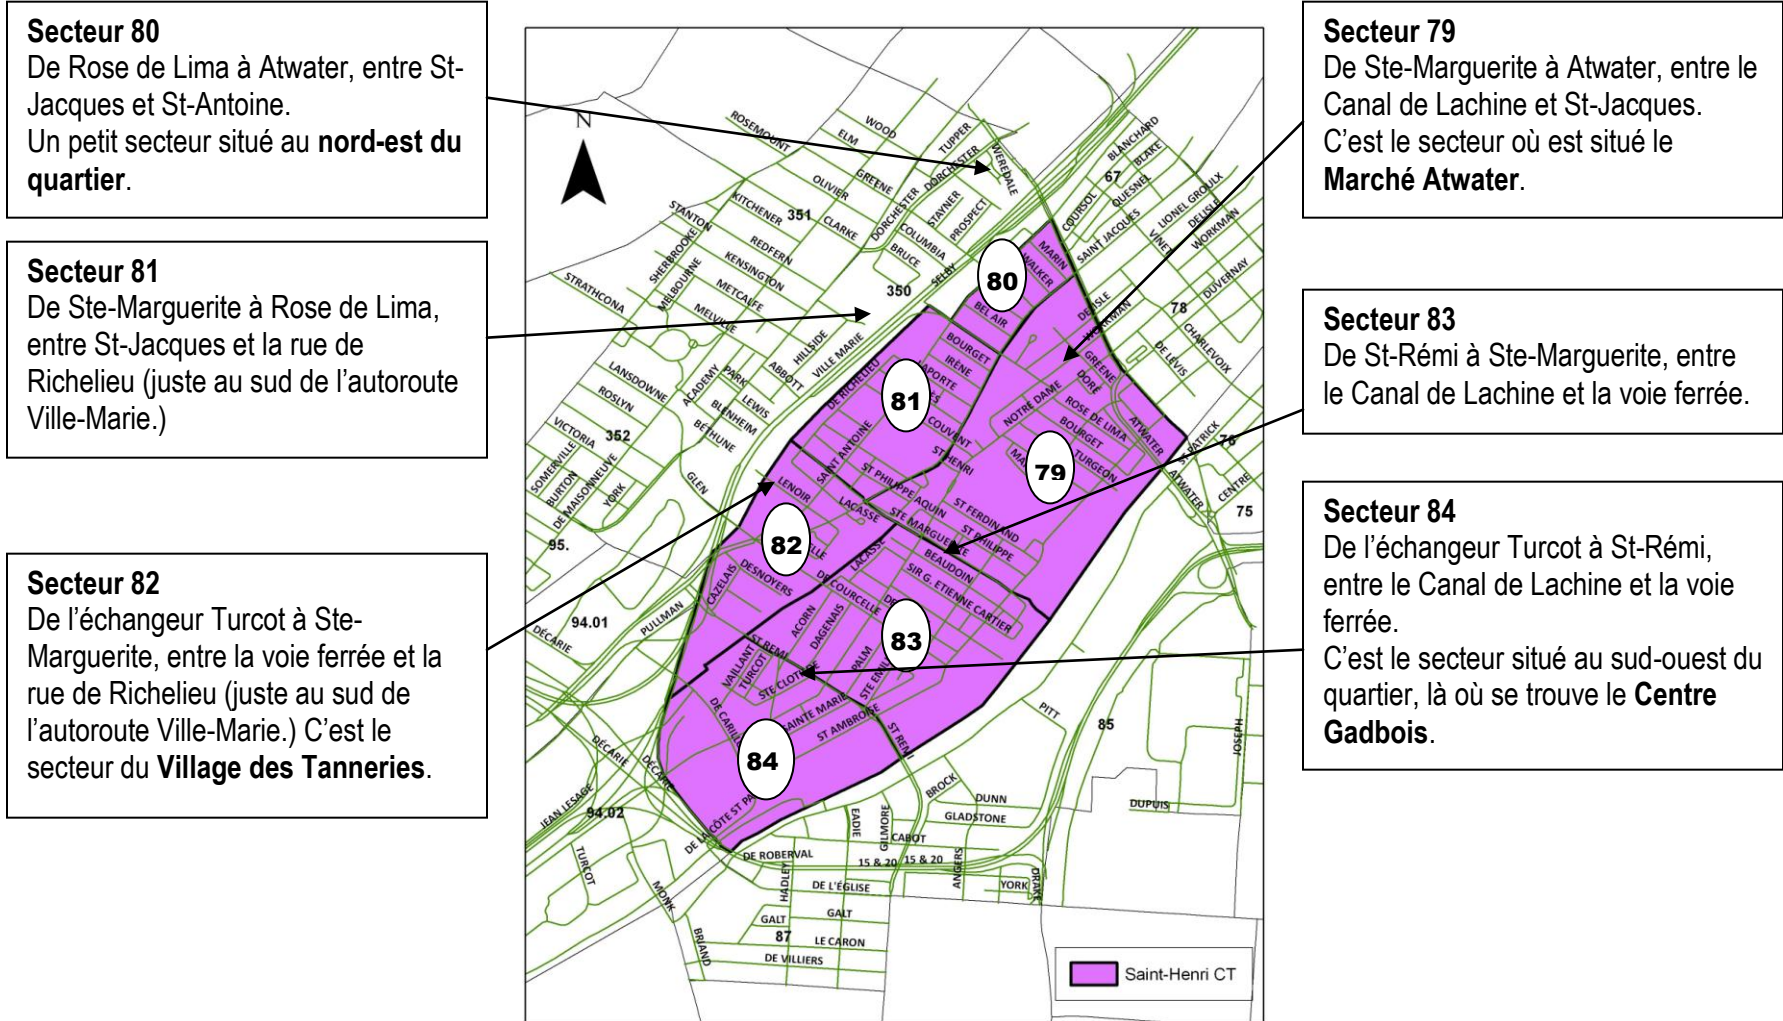 Secteur 80
De Rose de Lima à Atwater, entre St-
Jacques et St-Antoine.
Un petit secteur situé au nord-est du
quartier.
Secteur 81
De Ste-Marguerite à Rose de Lima,
entre St-Jacques et la rue de
Richelieu (juste au sud de l'autoroute
Ville-Marie.)
Secteur 82
De l'échangeur Turcot à Ste-
Marguerite, entre la voie ferrée et la
rue de Richelieu (juste au sud de
l'autoroute Ville-Marie.) C'est le
secteur du Village des Tanneries.
Secteur 79
De Ste-Marguerite à Atwater, entre le
Canal de Lachine et St-Jacques.
C'est le secteur où est situé le
Marché Atwater.
Secteur 83
De St-Rémi à Ste-Marguerite, entre
le Canal de Lachine et la voie ferrée.
Secteur 84
De l'échangeur Turcot à St-Rémi,
entre le Canal de Lachine et la voie
ferrée.
C'est le secteur situé au sud-ouest du
quartier, là où se trouve le Centre
Gadbois.
N
ROSEMONT
WOOD
ELM
TUPPER
DORCHESTER
WEREDALE
BLANCHARD
BLAKE
67
QUESNEL
COURSOL
LIONEL GROULX
DELISLE
WORKMAN
SAINT JACQUES
VINET
DUVERNAY
GREENE
OLIVIER
351
KITCHENER
CLARKE
DORCHESTER
STAYNER
PROSPECT
COLUMBIA
BRUCE
STANTON
REDFERN
SHERBROOKE
KENSINGTON
MELBOURNE
METCALFE
MELVILLE
STRATHCONA
350
SELBY
80
MARIN
WALKER
BEL AIR
DELISLE
WORKMAN
78
CHARLEVOIX
DE LÉVIS
HILLSIDE
VILLE MARIE
ABBOTT
PARK
ACADEMY
LEWIS
BLENHEIM
BÉTHUNE
LANSDOWNE
ROSLYN
VICTORIA
352
SOMERVILLE
BURTON
DE MAISONNEUVE
YORK
GLEN
95.
BOURGET
IRÈNE
LAPORTE
DE RICHELIEU
81
COUVENT
SAINT ANTOINE
ST HENRI
GREENE
DORÉ
NOTRE DAME
ROSE DE LIMA
BOURGET
TURGEON
ATWATER
79
ST PATRICK
76
ATWATER
CENTRE
75
LENOIR
LACASSE
ST PHILIPPE
AQUIN
ST FERDINAND
ST PHILIPPE
STE MARGUERITE
82
CAZELAIS
DESNOYERS
LACASSE
BEAUDOIN
SIR G. ETIENNE CARTIER
DE COURCELLE
83
ACORN
DAGENAIS
PALM
ST REMI
VAILLANT
TURCOT
STE CLOTILDE
SAINTE MARIE
ST AMBROISE
ST REMI
84
94.01
PULLMAN
DÉCARIE
DÉCARIE
DÉCARIE
JEAN LESAGE
94.02
PITT
85
JOSEPH
DUPUIS
BROCK
DUNN
GLADSTONE
EADIE
GILMORE
CABOT
DE ROBERVAL
15 & 20
15 & 20
ANGERS
YORK
DRAKE
TURCOT
MONK
HADLEY
DE L'ÉGLISE
GALT
GALT
87
LE CARON
DE VILLIERS
BRIAND
Saint-Henri CT